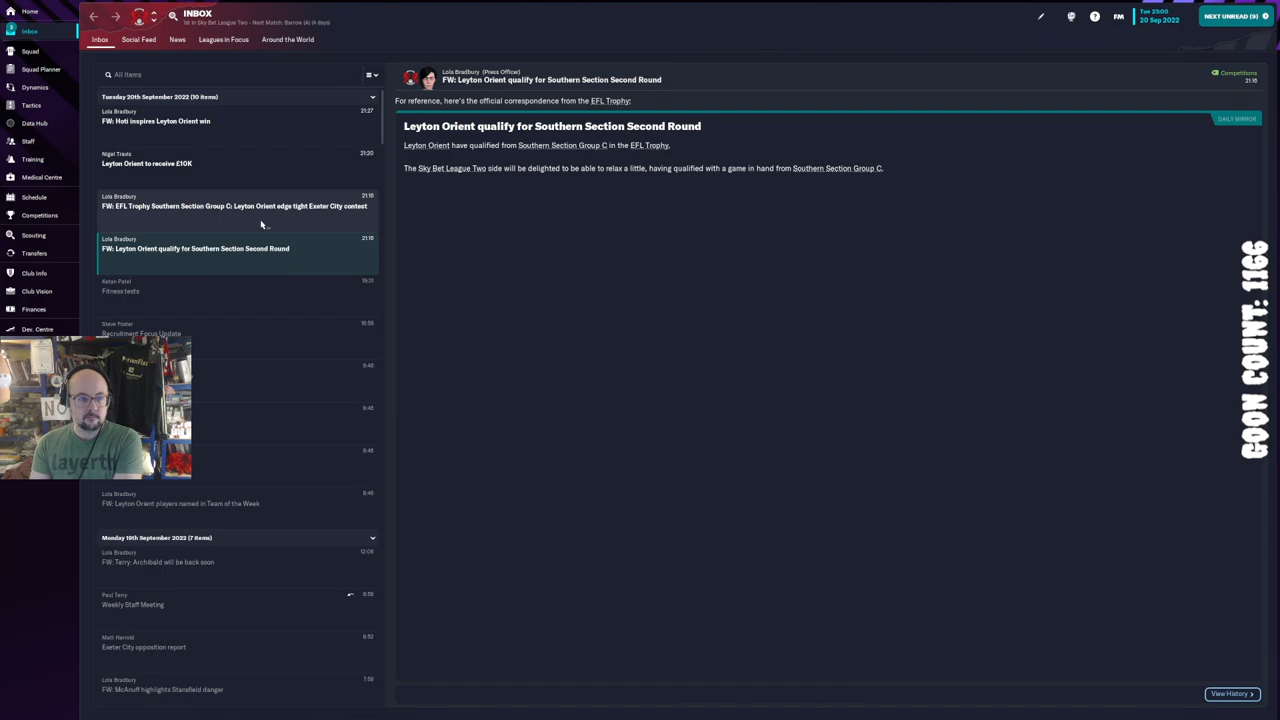 Home
INBOX
1st in Sky Bet League Two - Next Match: Barrow (A) (4 days)
FM
Tue 23:00
20 Sep 2022
NEXT UNREAD (9)
Inbox
Social Feed
News
Leagues in Focus
Around the World
Inbox
Squad
Squad Planner
Dynamics
Tactics
Data Hub
Staff
Training
Medical Centre
Schedule
Competitions
Scouting
Transfers
Club Info
Club Vision
Finances
Dev. Centre
All Items
Tuesday 20th September 2022 (10 Items)
Lola Bradbury
21:27
FW: Hoti inspires Leyton Orient win
Nigel Travis
21:20
Leyton Orient to receive £10K
Lola Bradbury
21:16
FW: EFL Trophy Southern Section Group C: Leyton Orient edge tight Exeter City contest
Lola Bradbury
21:16
FW: Leyton Orient qualify for Southern Section Second Round
Ketan Patel
19:31
Fitness tests
Steve Foster
16:56
Recruitment Focus Update
9:46
9:46
9:46
Lola Bradbury
9:46
FW: Leyton Orient players named in Team of the Week
Monday 19th September 2022 (7 items)
Lola Bradbury
12:06
FW: Terry: Archibald will be back soon
Paul Terry
9:56
Weekly Staff Meeting
Matt Harrold
8:52
Exeter City opposition report
Lola Bradbury
7:59
FW: McAnuff highlights Stansfield danger
Lola Bradbury (Press Officer)
FW: Leyton Orient qualify for Southern Section Second Round
Competitions
21:16
For reference, here's the official correspondence from the EFL Trophy:
DAILY MIRROR
Leyton Orient qualify for Southern Section Second Round
Leyton Orient have qualified from Southern Section Group C in the EFL Trophy.
The Sky Bet League Two side will be delighted to be able to relax a little, having qualified with a game in hand from Southern Section Group C.
View History
GOON COUNT: 1166
NO